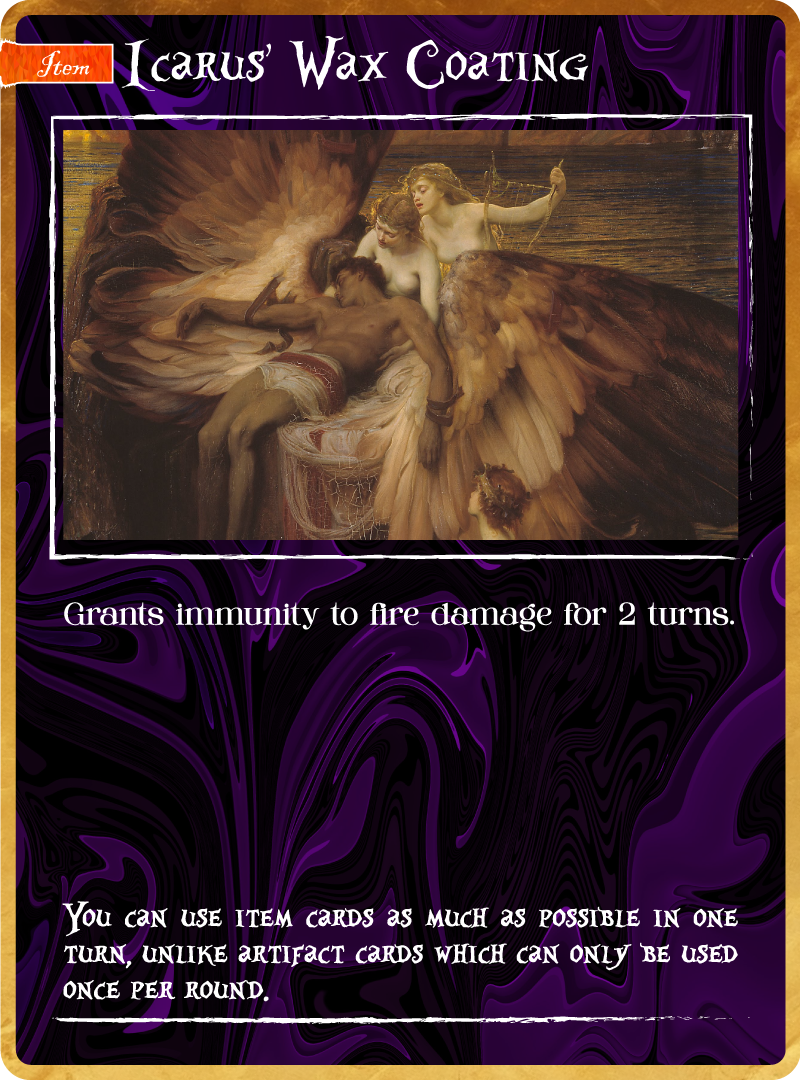 Item
Icarus' Wax Coating
Grants immunity to fire damage for 2 turns.
You can use item cards as much as possible in one
turn, unlike artifact cards which can only be used
once per round.